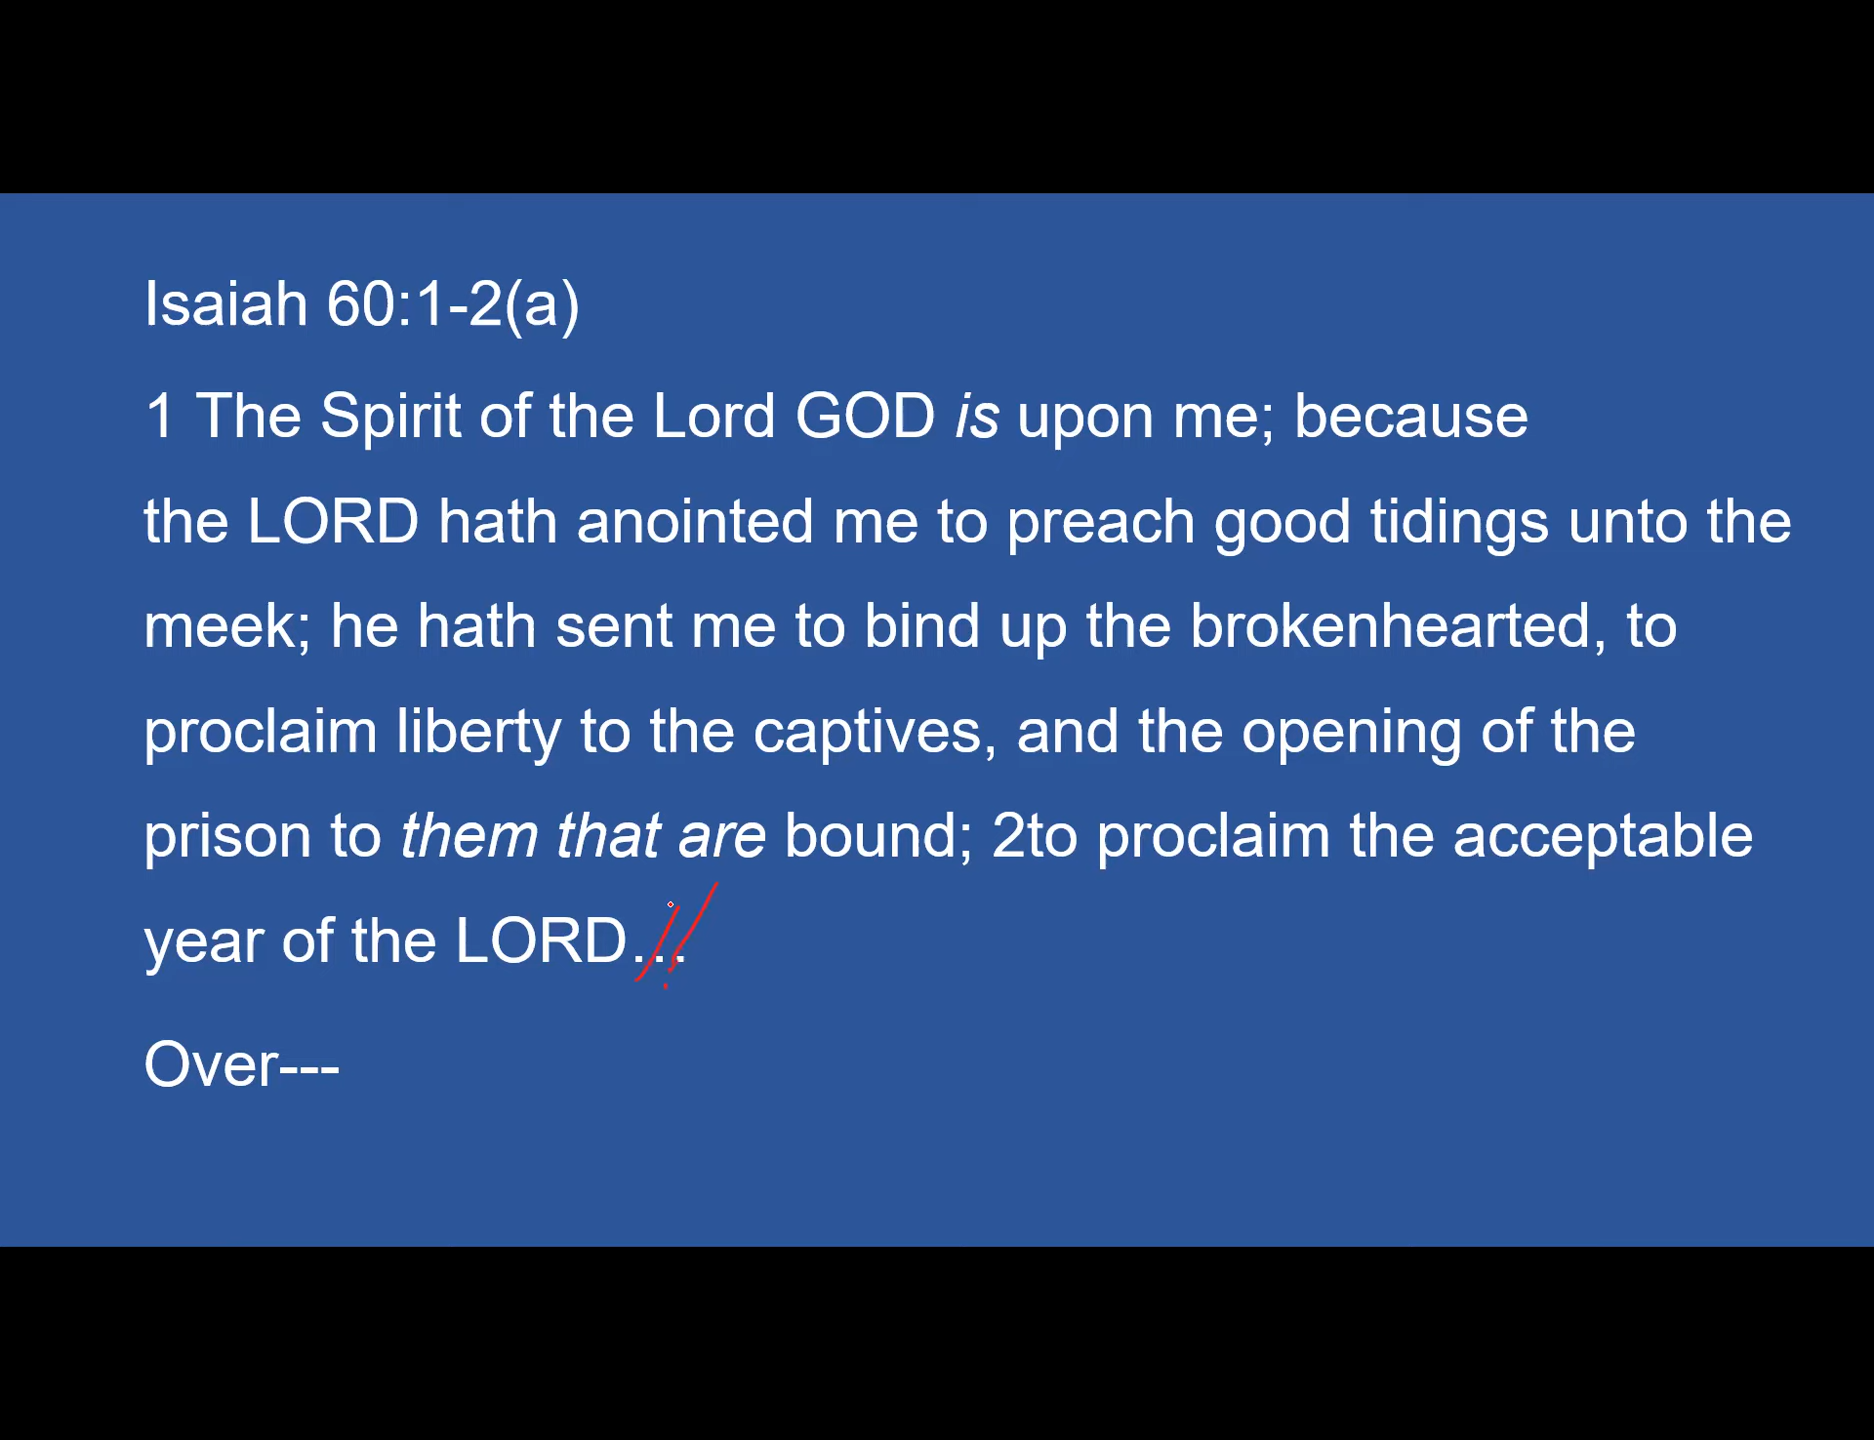 Isaiah 60:1-2(a)
1 The Spirit of the Lord GOD is upon me; because
the LORD hath anointed me to preach good tidings unto the
meek; he hath sent me to bind up the brokenhearted, to
proclaim liberty to the captives, and the opening of the
prison to them that are bound; 2to proclaim the acceptable
year of the LORD...
Over---